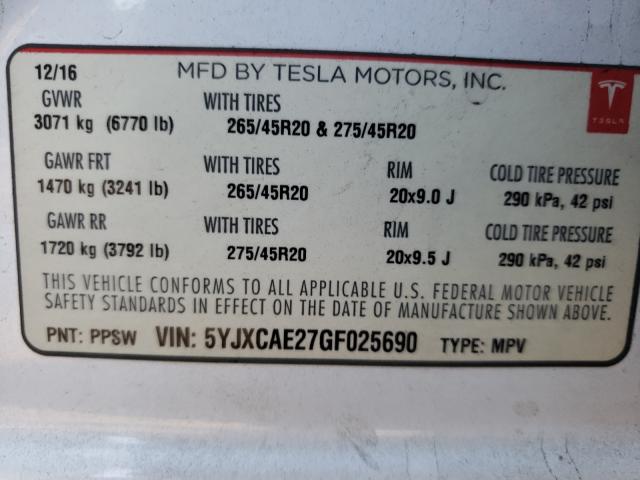 12/16 MFD BY TESLA MOTORS, INC.
GVWR WITH TIRES
3071 kg (6770 lb) 265/45R20 & 275/45R20
TESLA
GAWR FRT WITH TIRES RIM COLD TIRE PRESSURE
1470 kg (3241 lb) 265/45R20 20x9.0 J 290 kPa, 42 psi
GAWR RR WITH TIRES RIM COLD TIRE PRESSURE
1720 kg (3792 lb) 275/45R20 20x9.5 J 290 kPa, 42 psi
THIS VEHICLE CONFORMS TO ALL APPLICABLE U.S. FEDERAL MOTOR VEHICLE
SAFETY STANDARDS IN EFFECT ON THE DATE OF MANUFACTURE SHOWN ABOVE.
PNT: PPSW VIN: 5YJXCAE27GF025690 TYPE: MPV